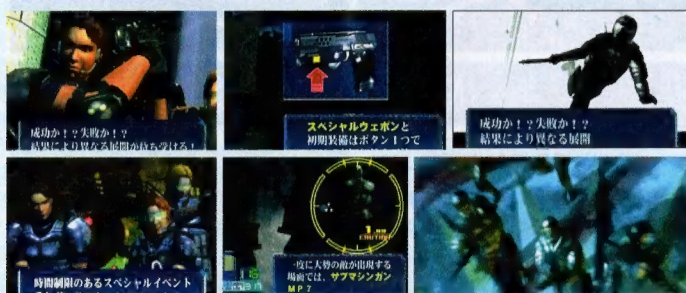 成功か！？失敗か！？
結果により異なる展開が待ち受ける！
スペシャルウェポンと
初期装備はボタン1つで
成功か！？失敗か！？
結果により異なる展開
時間制限のあるスペシャルイベント
CAUTION
一度に大勢の敵が出現する
場面では、サブマシンガン
MP7